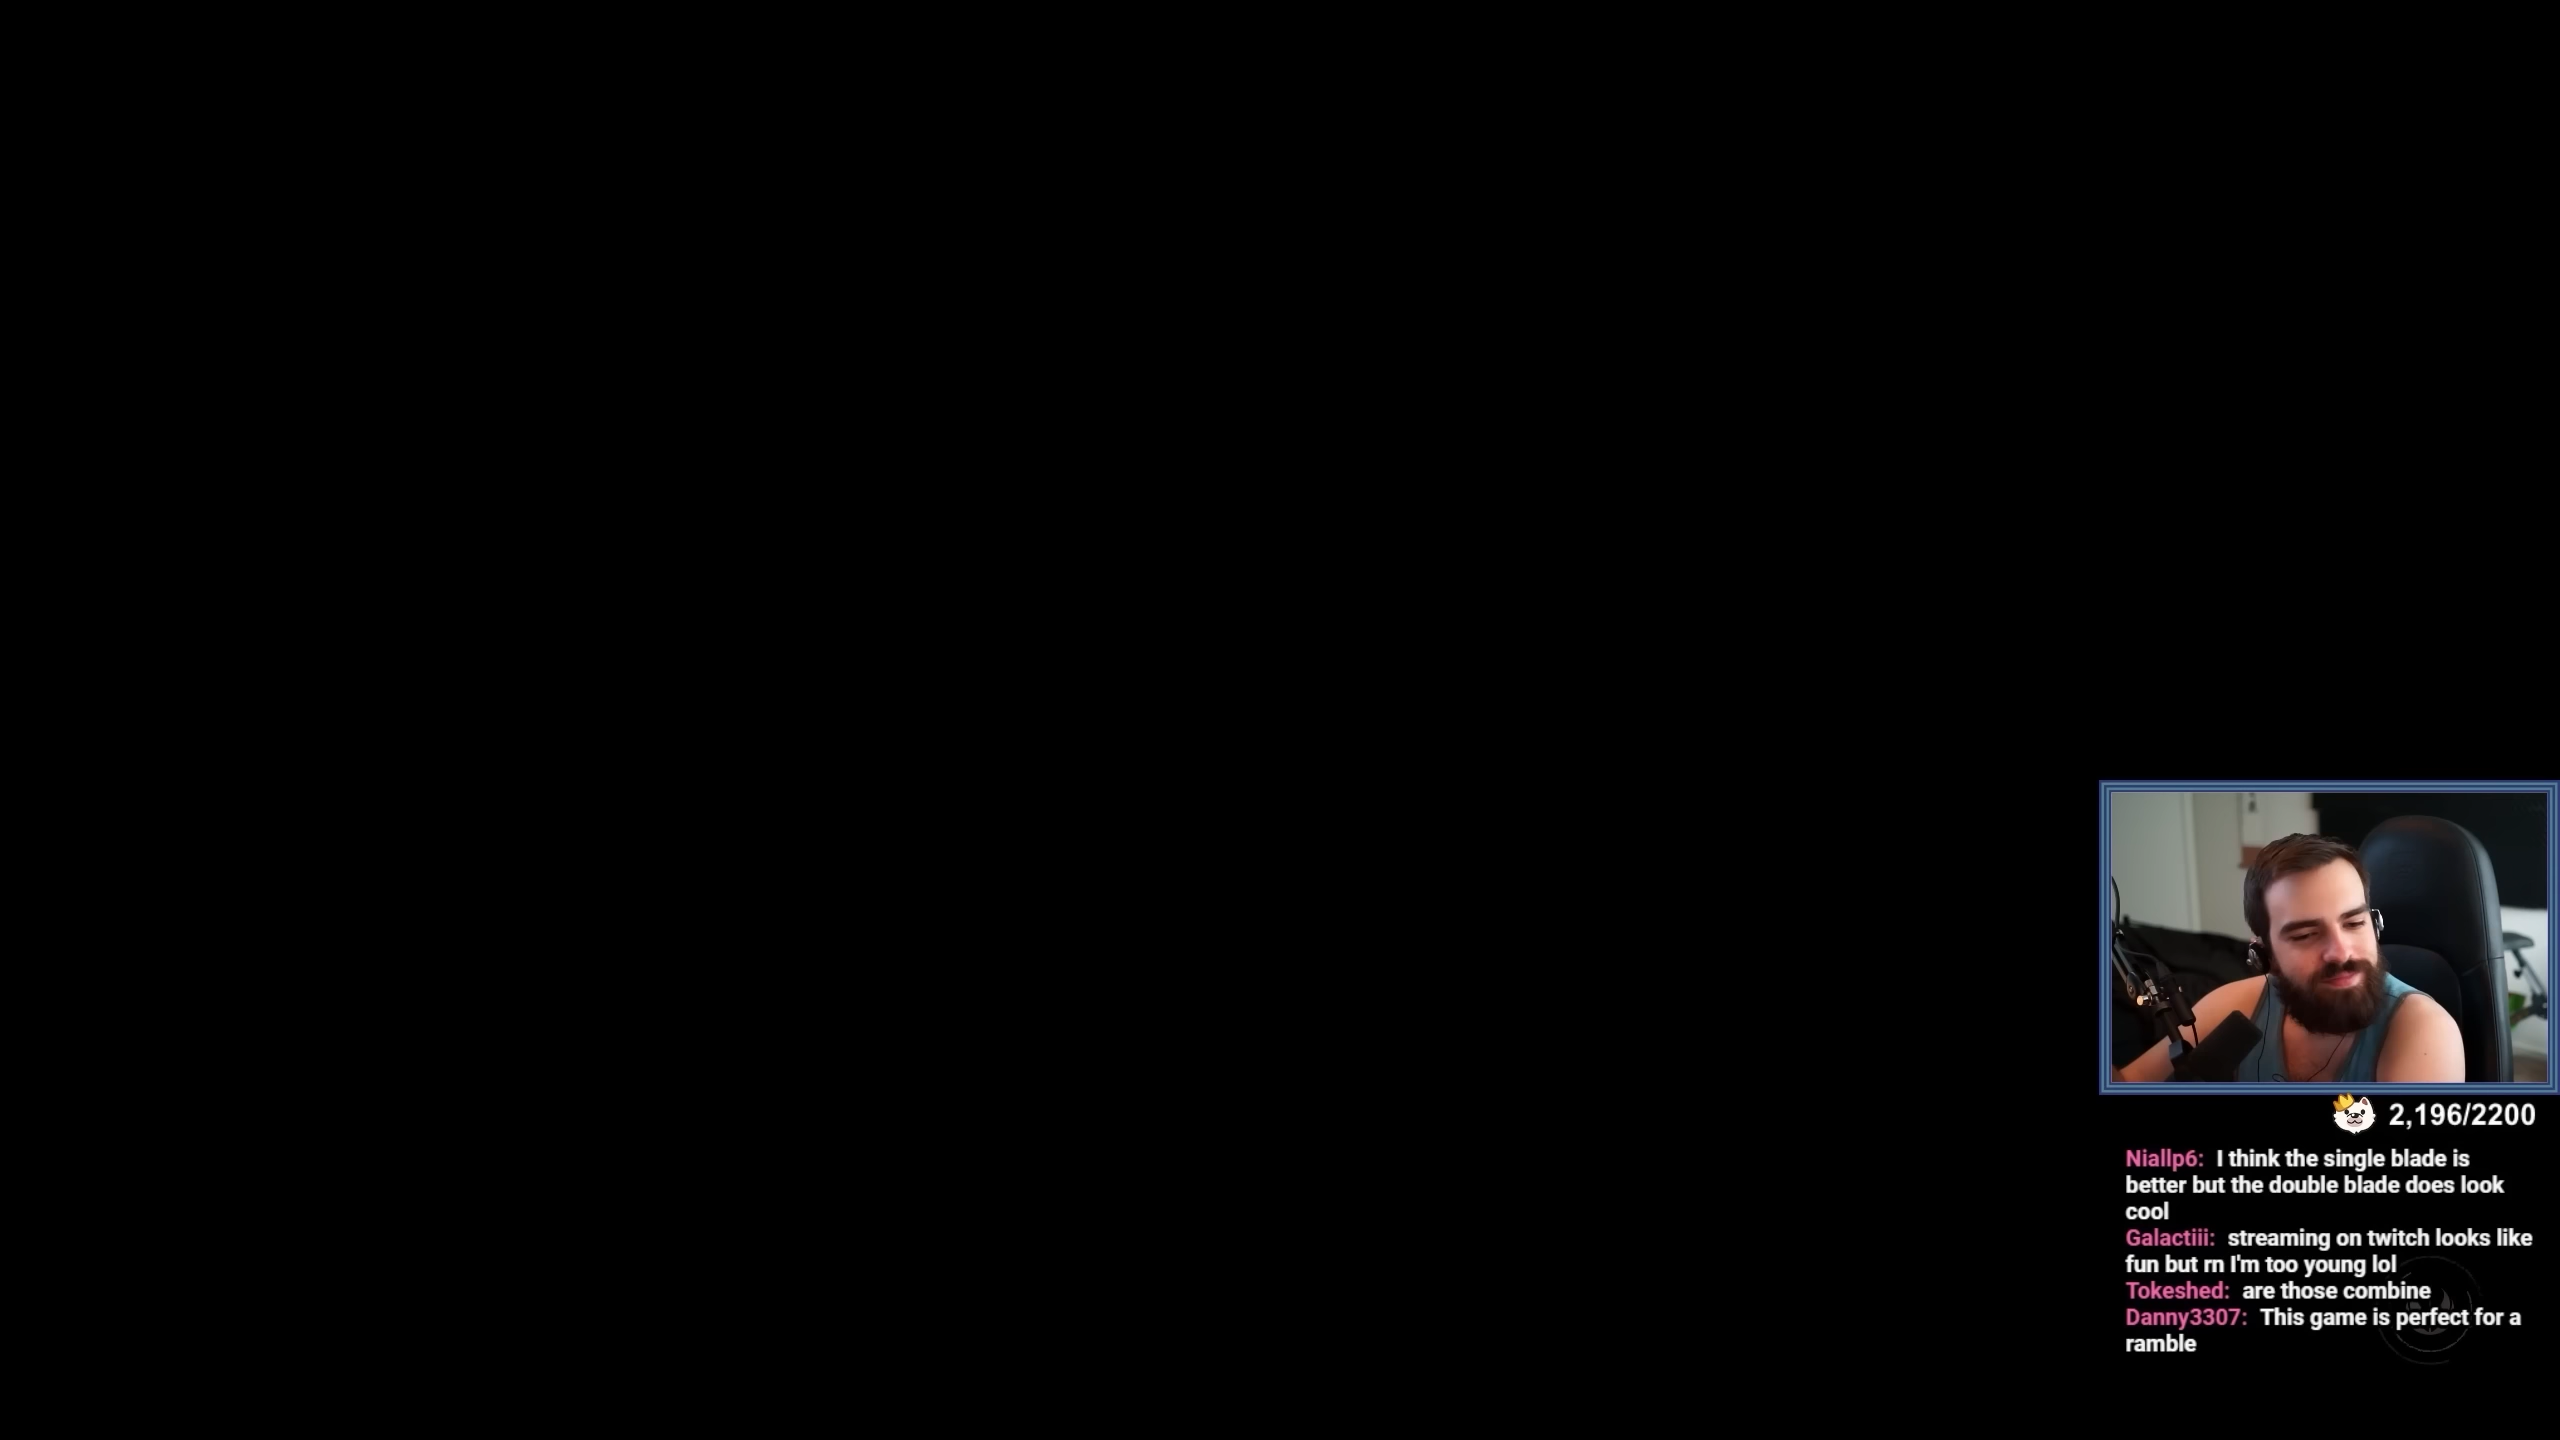 2,196/2200
Niallp6: I think the single blade is
better but the double blade does look
cool
Galactiii: streaming on twitch looks like
fun but rn I'm too young lol
Tokeshed: are those combine
Danny3307: This game is perfect for a
ramble